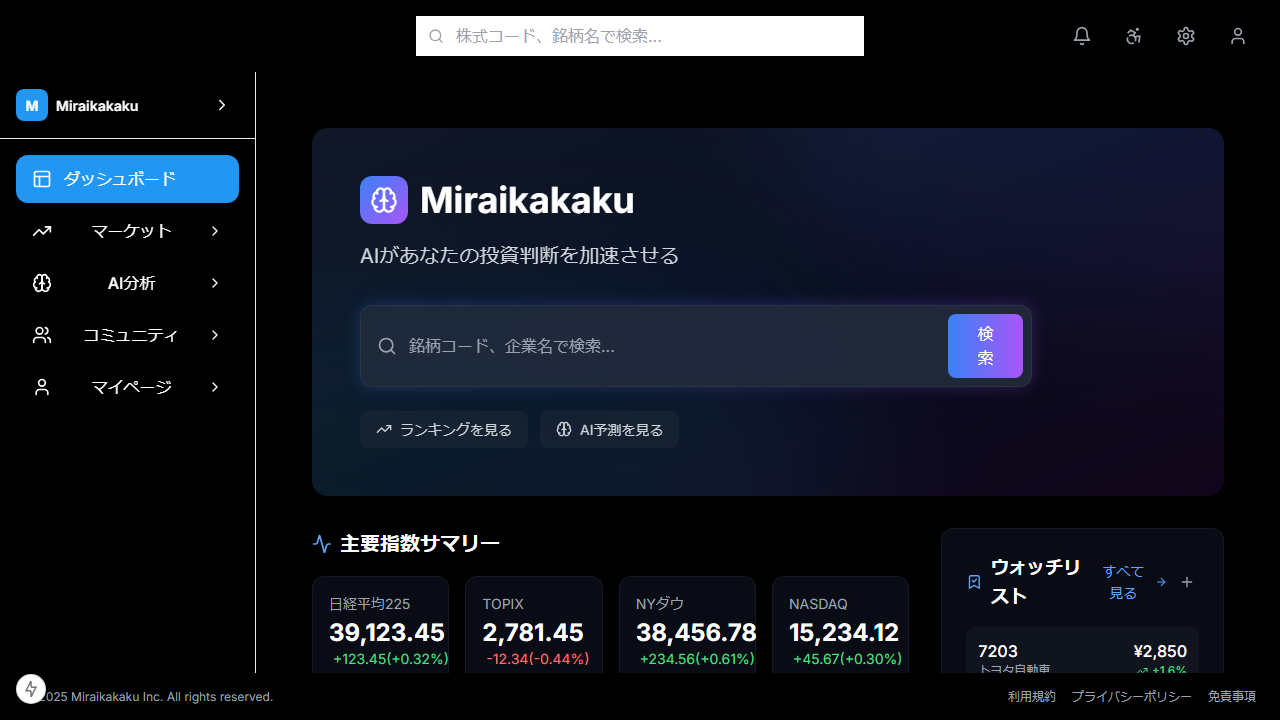 株式コード、銘柄名で検索...
M Miraikakaku
ダッシュボード
マーケット
AI分析
コミュニティ
マイページ
Miraikakaku
AIがあなたの投資判断を加速させる
銘柄コード、企業名で検索...
検
索
ランキングを見る
AI予測を見る
主要指数サマリー
日経平均225
39,123.45
+123.45(+0.32%)
TOPIX
2,781.45
-12.34(-0.44%)
NYダウ
38,456.78
+234.56(+0.61%)
NASDAQ
15,234.12
+45.67(+0.30%)
ウォッチリ
スト
すべて
見る
7203 ¥2,850
トヨタ自動車 +1.6%
2025 Miraikakaku Inc. All rights reserved.
利用規約 プライバシーポリシー 免責事項